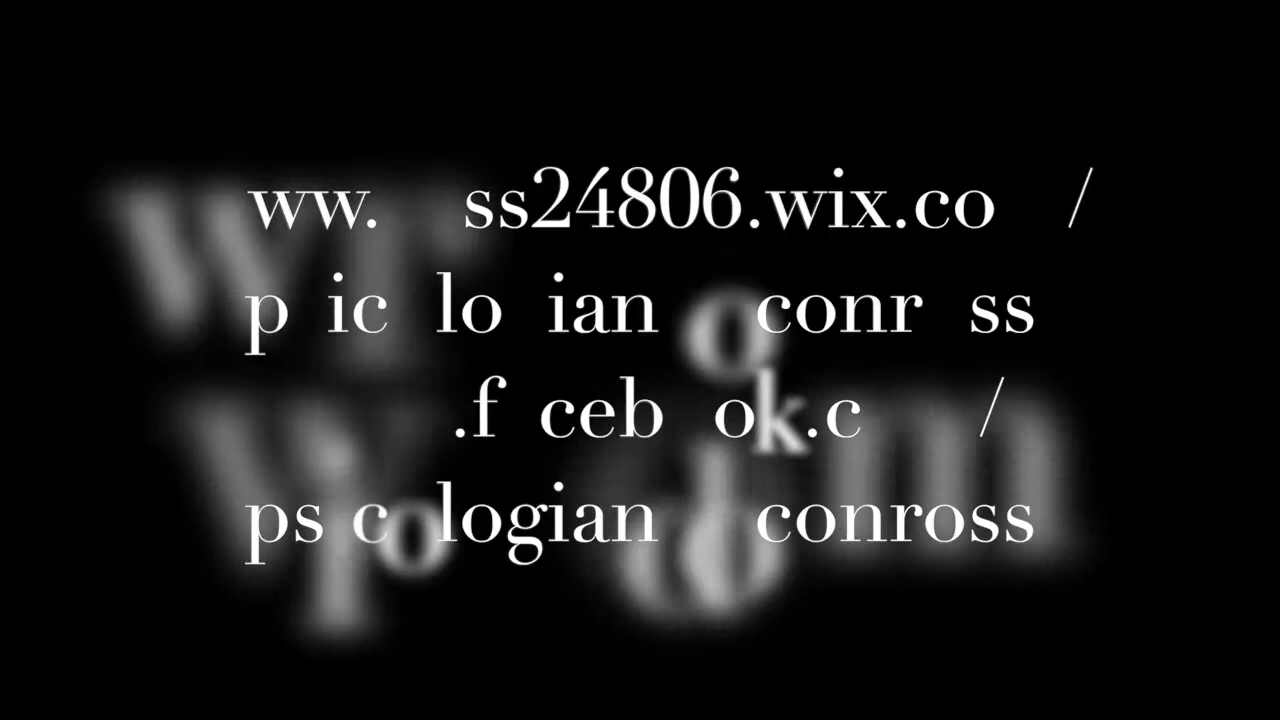 ww. ss24806.wix.co /
p ic lo ian conr ss
.f ceb ok.c /
ps c logian conross